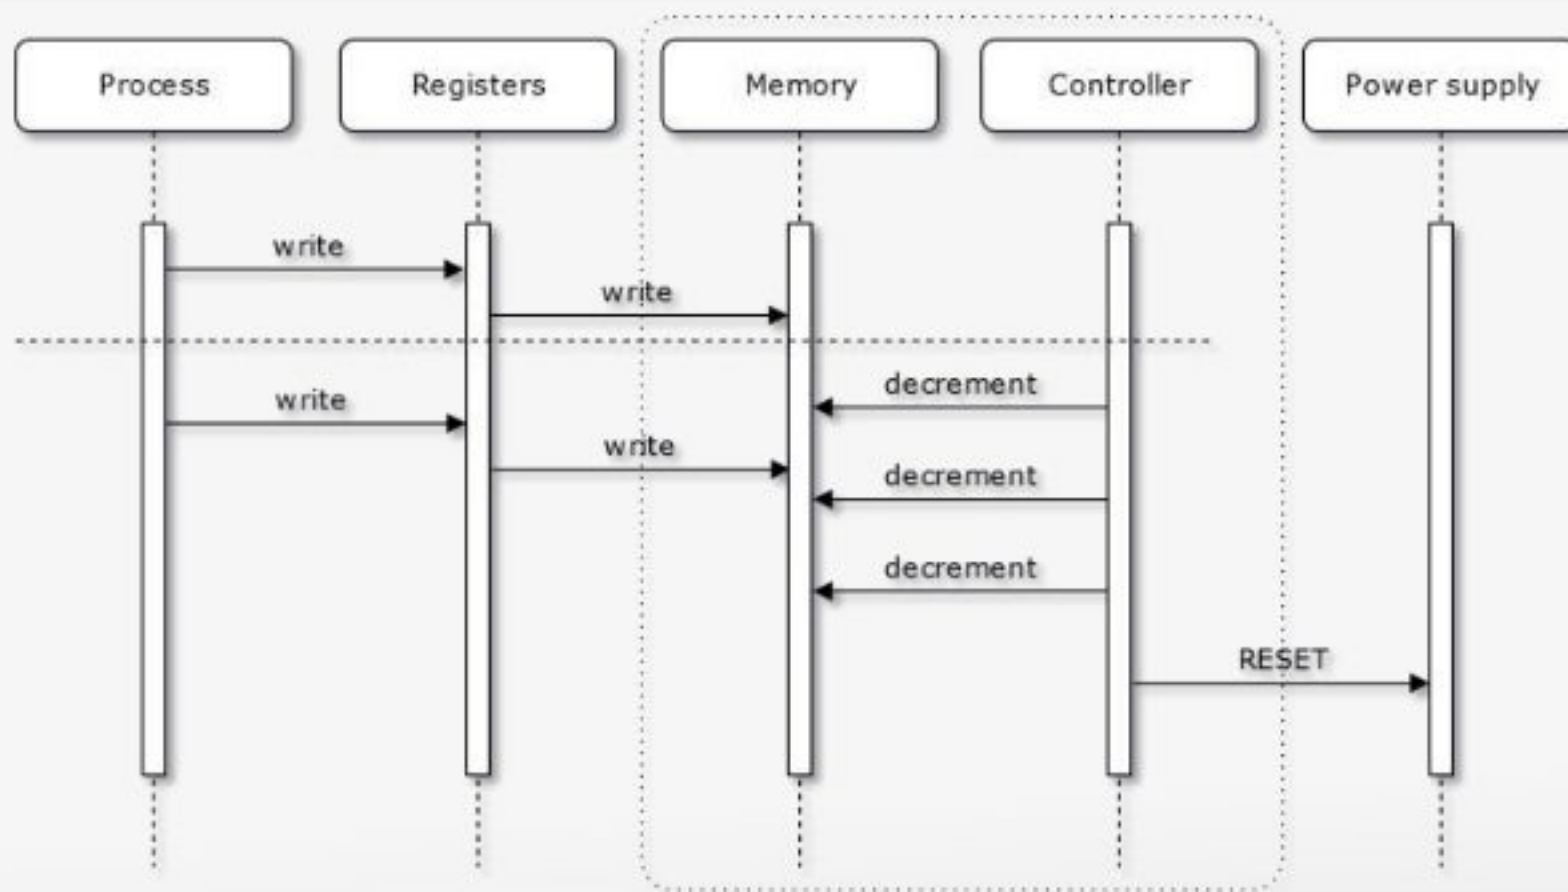 Process
Registers
Memory
Controller
Power supply
write
write
decrement
write
write
decrement
decrement
RESET